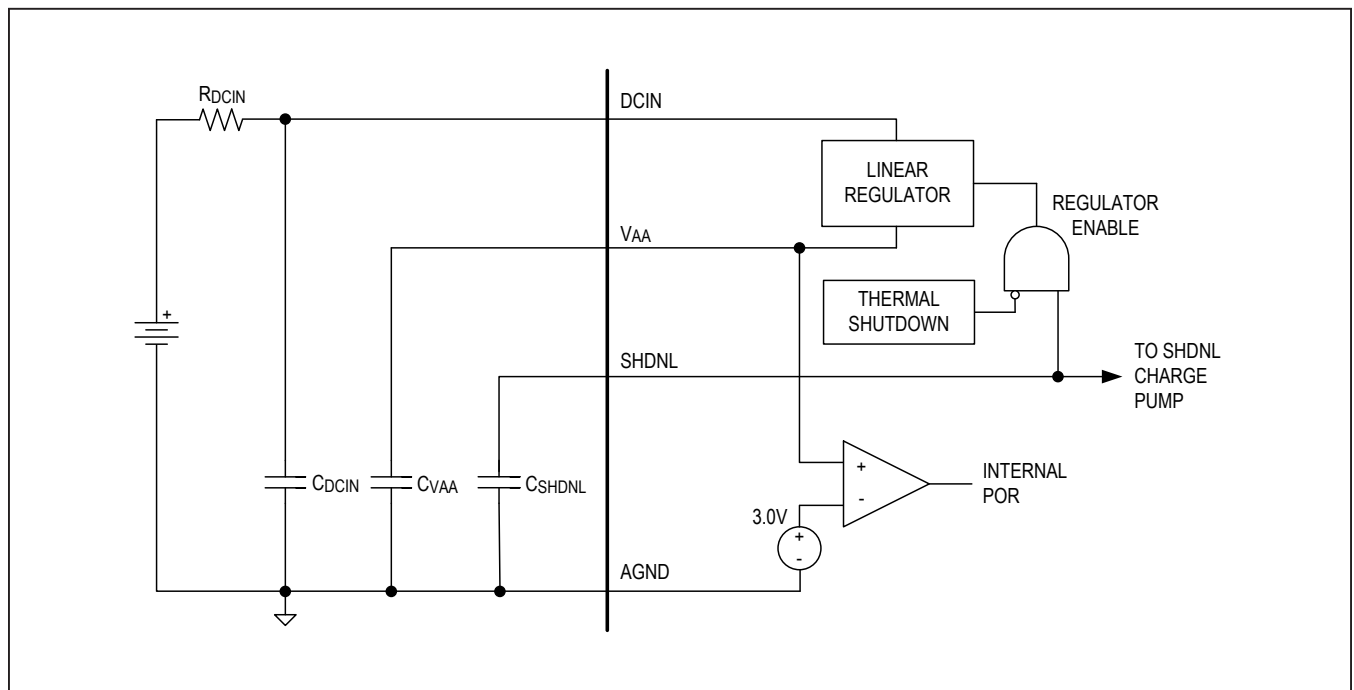 RDCIN
DCIN
LINEAR
REGULATOR
REGULATOR
ENABLE
VAA
THERMAL
SHUTDOWN
+
SHDNL
TO SHDNL
CHARGE
PUMP
+
-
INTERNAL
POR
CDCIN
CVAA
CSHDNL
3.0V
+
-
AGND